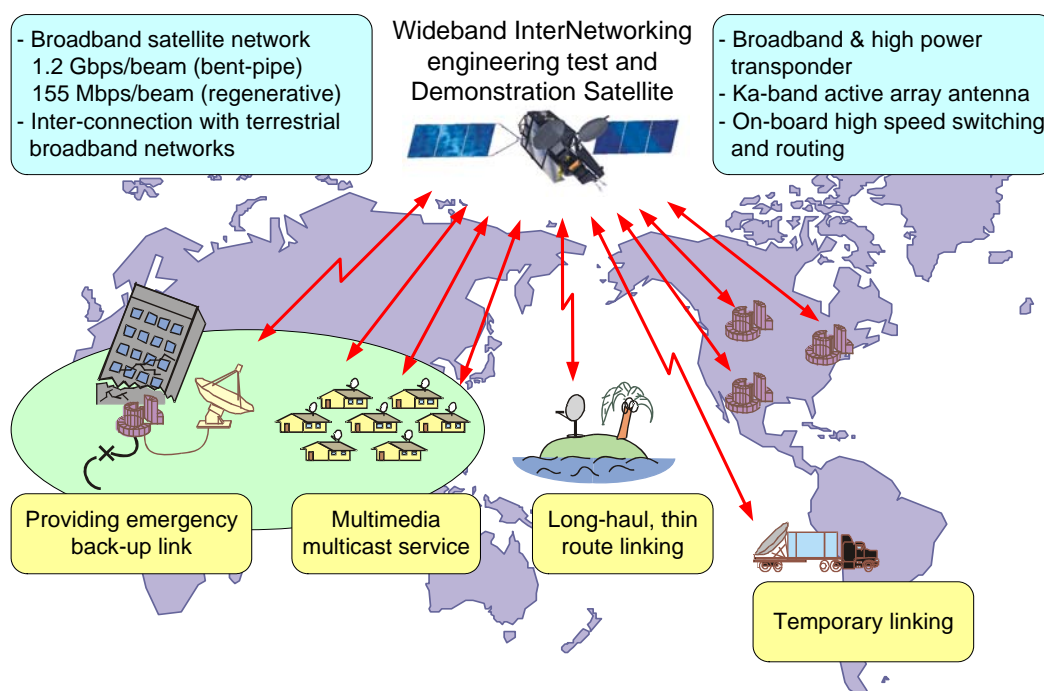 - Broadband satellite network
1.2 Gbps/beam (bent-pipe)
155 Mbps/beam (regenerative)
- Inter-connection with terrestrial
broadband networks
Wideband InterNetworking
engineering test and
Demonstration Satellite
- Broadband & high power
transponder
- Ka-band active array antenna
- On-board high speed switching
and routing
Providing emergency
back-up link
Multimedia
multicast service
Long-haul, thin
route linking
Temporary linking